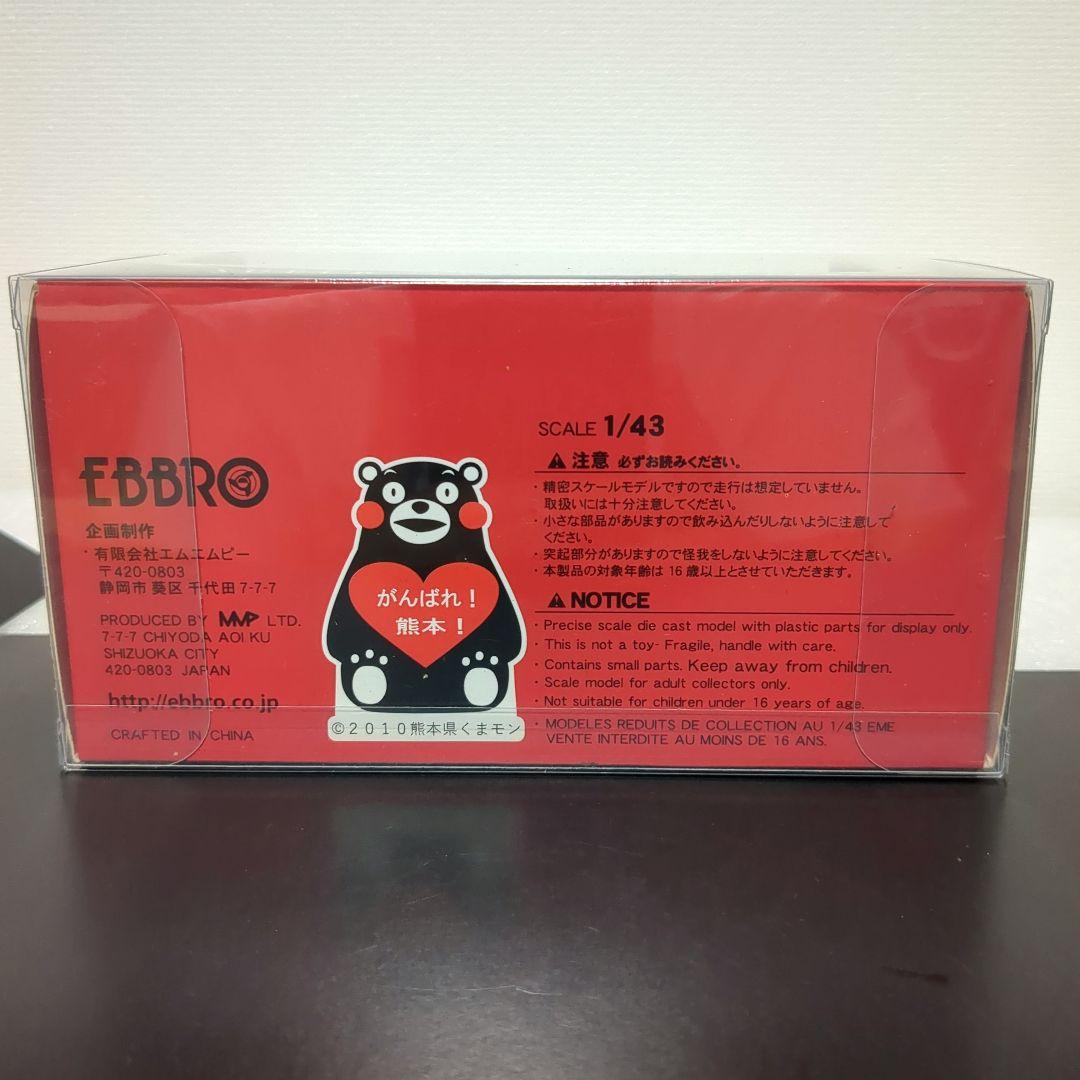 EBBRO
企画制作
・有限会社エムエムピー
〒420-0803
静岡市 葵区 千代田 7-7-7
PRODUCED BY MMP LTD.
7-7-7 CHIYODA AOI KU
SHIZUOKA CITY
420-0803 JAPAN
http://ebbro.co.jp
CRAFTED IN CHINA
がんばれ!
熊本!
©2010熊本県くまモン
SCALE 1/43
注意 必ずお読みください。
・精密スケールモデルですので走行は想定していません。
取扱いには十分注意してください。
・小さな部品がありますので飲み込んだりしないように注意して
ください。
・突起部分がありますので怪我をしないように注意してください。
・本製品の対象年齢は 16 歳以上とさせていただきます。
NOTICE
・Precise scale die cast model with plastic parts for display only.
・This is not a toy- Fragile, handle with care.
・Contains small parts. Keep away from children.
・Scale model for adult collectors only.
・Not suitable for children under 16 years of age.
・MODELES REDUITS DE COLLECTION AU 1/43 EME
VENTE INTERDITE AU MOINS DE 16 ANS.